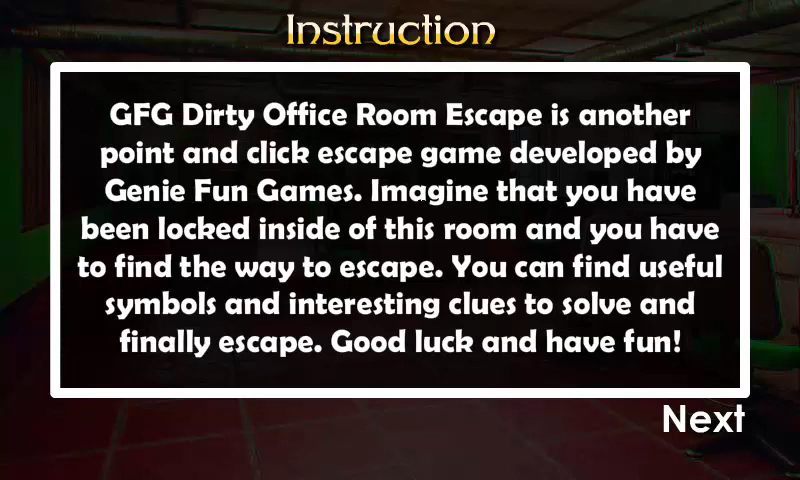 Instruction
GFG Dirty Office Room Escape is another
point and click escape game developed by
Genie Fun Games. Imagine that you have
been locked inside of this room and you have
to find the way to escape. You can find useful
symbols and interesting clues to solve and
finally escape. Good luck and have fun!
Next